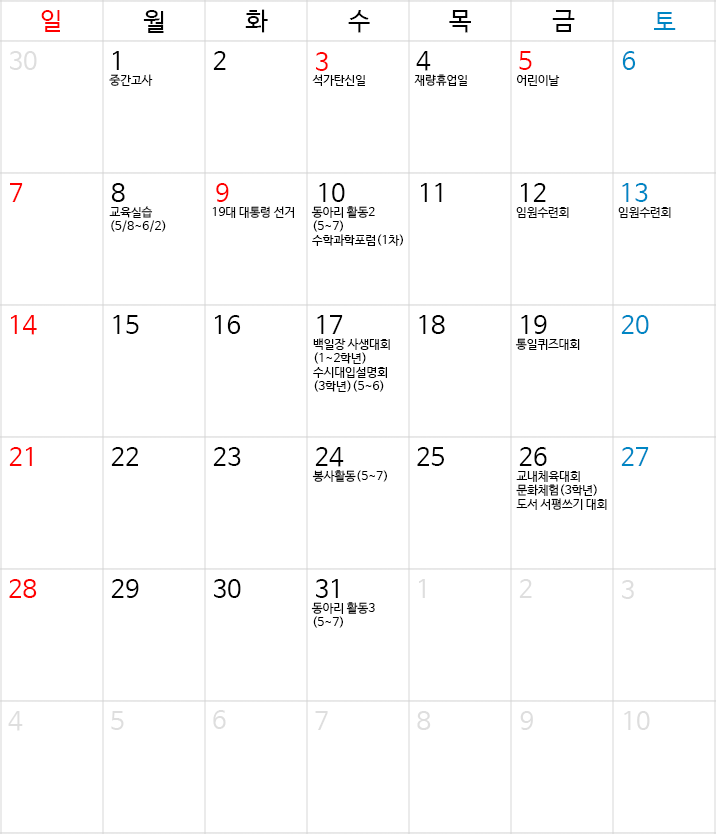 일 월 화 수 목 금 토
30 1 2 3 4 5 6
중간고사 석가탄신일 재량휴업일 어린이날
7 8 9 10 11 12 13
교육실습 19대 대통령 선거 동아리 활동2 임원수련회 임원수련회
(5/8~6/2) (5~7)
수학과학포럼(1차)
14 15 16 17 18 19 20
백일장 사생대회 통일퀴즈대회
(1~2학년)
수시대입설명회
(3학년)(5~6)
21 22 23 24 25 26 27
봉사활동(5~7) 교내체육대회
문화체험(3학년)
도서 서평쓰기 대회
28 29 30 31 1 2 3
동아리 활동3
(5~7)
4 5 6 7 8 9 10